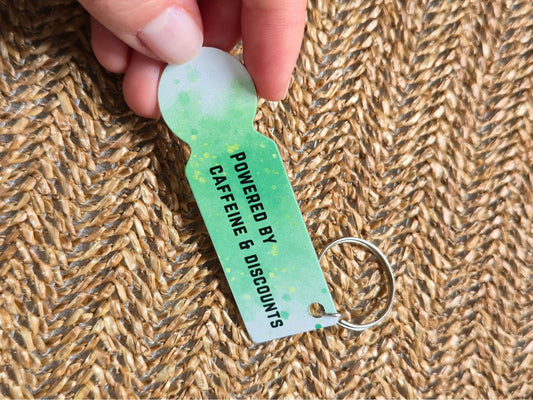 POWERED BY
CAFFEINE & DISCOUNTS